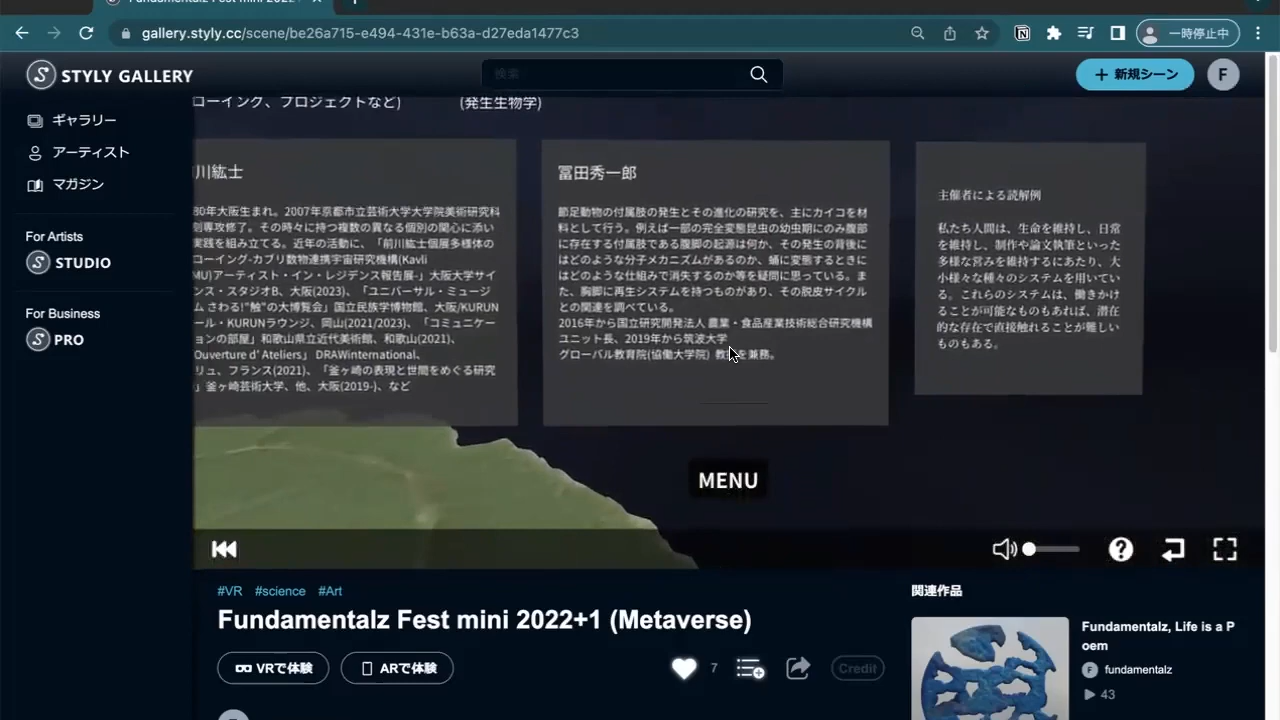 Fundamentalz Fest mini 2022
gallery.styly.cc/scene/be26a715-e494-431e-b63a-d27eda1477c3
一時停止中
STYLY GALLERY
検索
新規シーン
F
ギャラリー
アーティスト
マガジン
For Artists
STUDIO
For Business
PRO
ローイング、プロジェクトなど)
(発生生物学)
川紘士
80年大阪生まれ。2007年京都市立芸術大学大学院美術研究科
刻専攻修了。その時々に持つ複数の異なる個別の関心に添い
実践を組み立てる。近年の活動に、「前川紘士個展多様体の
ローイング-カブリ数物連携宇宙研究機構(Kavli
MU)アーティスト・イン・レジデンス報告展-」大阪大学サイ
ンス・スタジオB、大阪(2023)、「ユニバーサル・ミュージ
ム さわる!"触"の大博覧会」国立民族学博物館、大阪/KURUN
ール・KURUNラウンジ、岡山(2021/2023)、「コミュニケー
ョンの部屋」和歌山県立近代美術館、和歌山(2021)、
Ouverture d' Ateliers」 DRAWinternational、
リュ、フランス(2021)、「釜ヶ崎の表現と世間をめぐる研究
」釜ヶ崎芸術大学、他、大阪(2019-)、など
冨田秀一郎
節足動物の付属肢の発生とその進化の研究を、主にカイコを材
料として行う。例えば一部の完全変態昆虫の幼虫期にのみ腹部
に存在する付属肢である腹脚の起源は何か、その発生の背後に
はどのような分子メカニズムがあるのか、蛹に変態するときに
はどのような仕組みで消失するのか等を疑問に思っている。ま
た、胸脚に再生システムを持つものがあり、その脱皮サイクル
との関連を調べている。
2016年から国立研究開発法人 農業・食品産業技術総合研究機構
ユニット長、2019年から筑波大学
グローバル教育院(協働大学院) 教授を兼務。
主催者による読解例
私たち人間は、生命を維持し、日常
を維持し、制作や論文執筆といった
多様な営みを維持するにあたり、大
小様々な種々のシステムを用いてい
る。これらのシステムは、働きかけ
ることが可能なものもあれば、潜在
的な存在で直接触れることが難しい
ものもある。
MENU
#VR #science #Art
Fundamentalz Fest mini 2022+1 (Metaverse)
VRで体験
ARで体験
7
Credit
関連作品
Fundamentalz, Life is a P
oem
F
fundamentalz
43